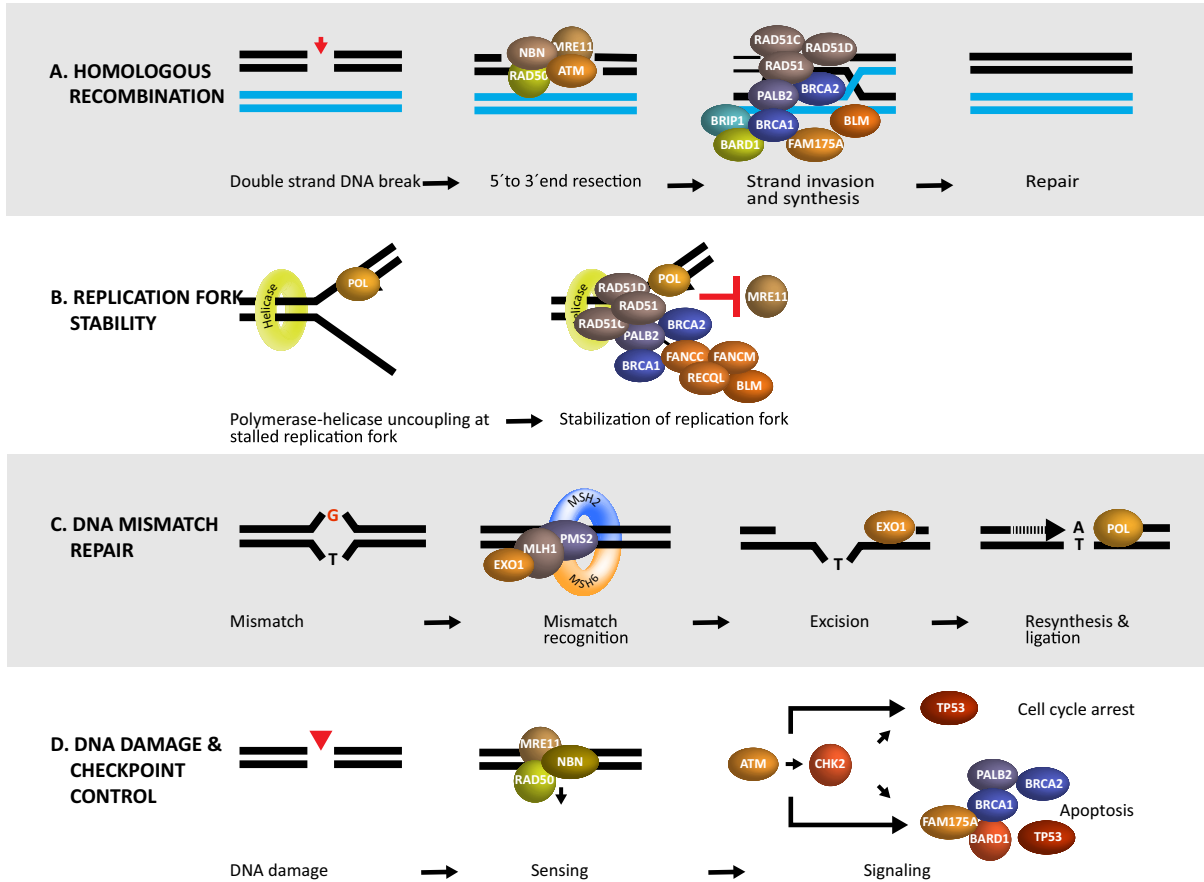 A. HOMOLOGOUS
RECOMBINATION
NBN
MRE11
RAD50
ATM
RAD51C
RAD51D
RAD51
PALB2
BRCA2
BRIP1
BRCA1
BLM
BARD1
FAM175A
Double strand DNA break
5´to 3´end resection
Strand invasion
and synthesis
Repair
B. REPLICATION FORK
STABILITY
Helicase
POL
Helicase
RAD51D
POL
RAD51
MRE11
RAD51C
PALB2
BRCA2
BRCA1
FANCC
FANCM
RECQL
BLM
Polymerase-helicase uncoupling at
stalled replication fork
Stabilization of replication fork
C. DNA MISMATCH
REPAIR
G
T
MSH2
PMS2
MLH1
EXO1
MSH6
EXO1
T
A
T
POL
Mismatch
Mismatch
recognition
Excision
Resynthesis &
ligation
D. DNA DAMAGE &
CHECKPOINT
CONTROL
MRE11
NBN
RAD50
ATM
CHK2
TP53
Cell cycle arrest
PALB2
BRCA2
BRCA1
Apoptosis
FAM175A
BARD1
TP53
DNA damage
Sensing
Signaling